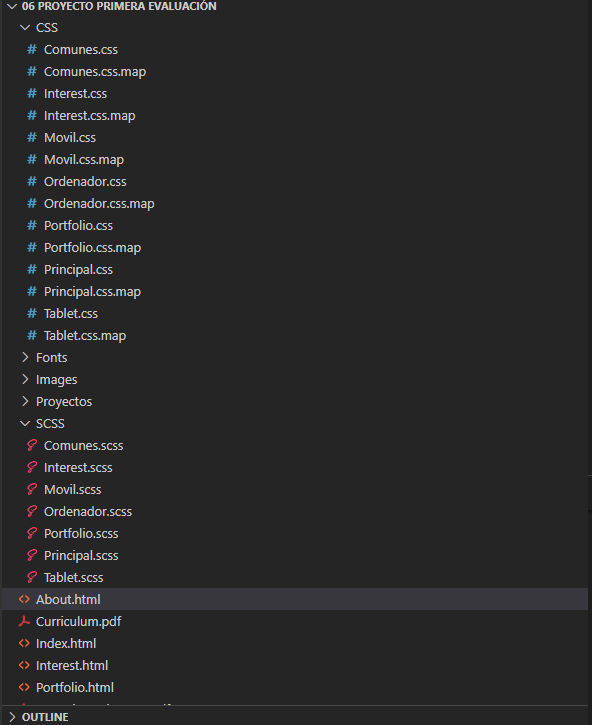 06 PROYECTO PRIMERA EVALUACIÓN
CSS
# Comunes.css
# Comunes.css.map
# Interest.css
# Interest.css.map
# Movil.css
# Movil.css.map
# Ordenador.css
# Ordenador.css.map
# Portfolio.css
# Portfolio.css.map
# Principal.css
# Principal.css.map
# Tablet.css
# Tablet.css.map
Fonts
Images
Proyectos
SCSS
Comunes.scss
Interest.scss
Movil.scss
Ordenador.scss
Portfolio.scss
Principal.scss
Tablet.scss
About.html
Curriculum.pdf
Index.html
Interest.html
Portfolio.html
OUTLINE